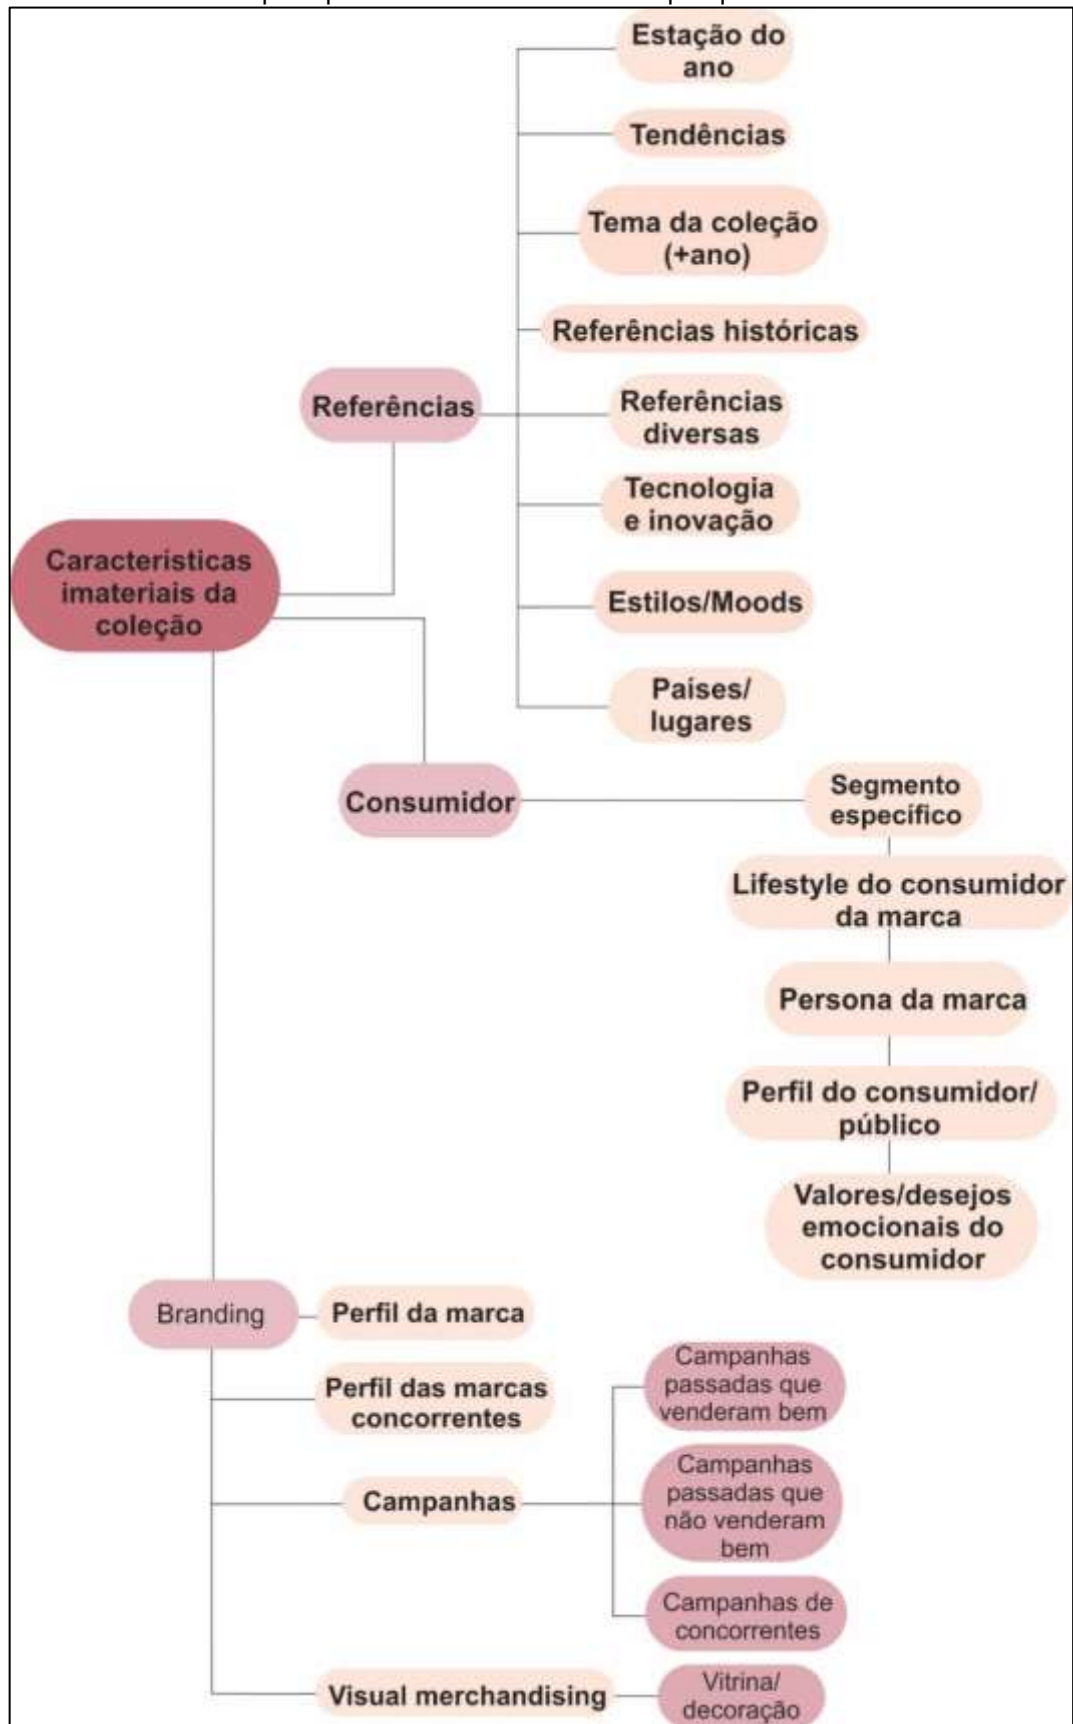 Estação do
ano
Tendências
Tema da coleção
(+ano)
Referências históricas
Referências
Referências
diversas
Tecnologia
e inovação
Características
imateriais da
coleção
Estilos/Moods
Países/
lugares
Consumidor
Segmento
específico
Lifestyle do consumidor
da marca
Persona da marca
Perfil do consumidor/
público
Valores/desejos
emocionais do
consumidor
Branding
Perfil da marca
Perfil das marcas
concorrentes
Campanhas
Campanhas
passadas que
venderam bem
Campanhas
passadas que
não venderam
bem
Campanhas de
concorrentes
Visual merchandising
Vitrina/
decoração